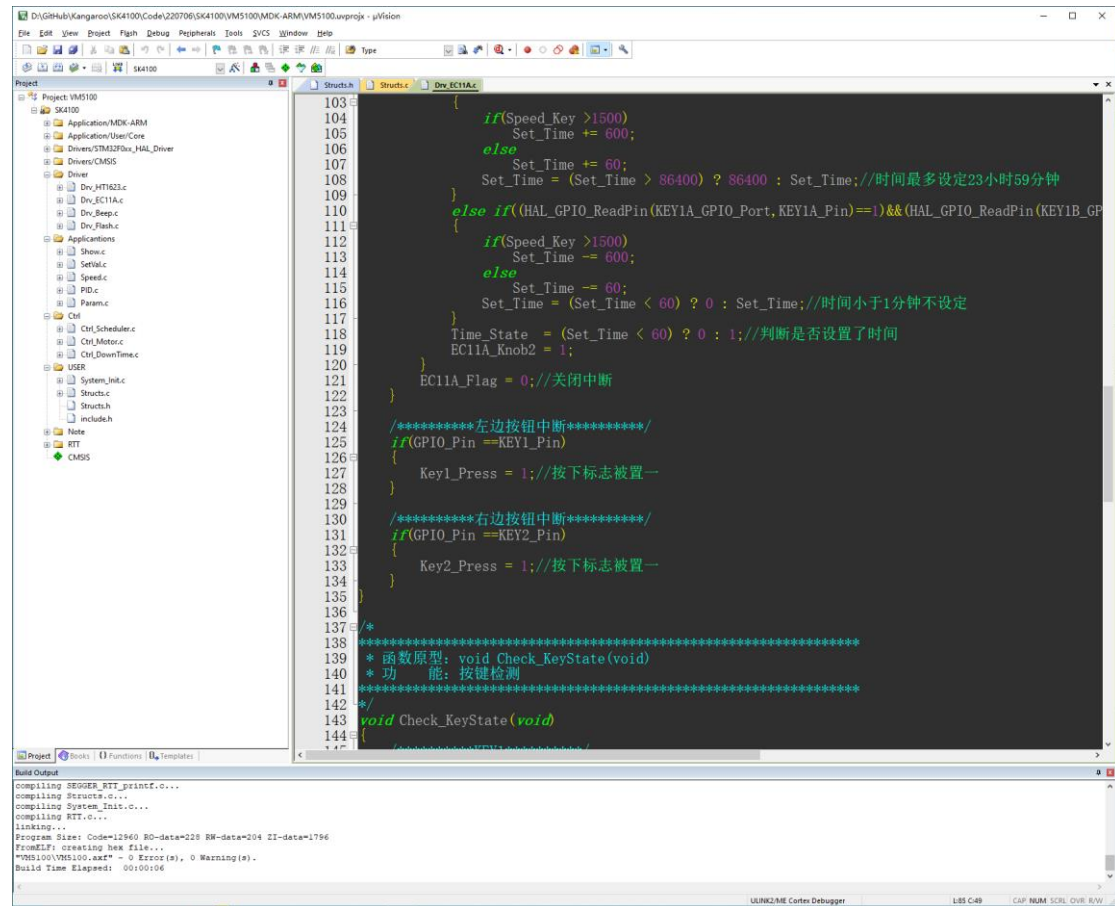 D:\GitHub\Kangaroo\SK4100\Code\220706\SK4100\VM5100\MDK-ARM\VM5100.uvprojx - µVision
File Edit View Project Flash Debug Peripherals Tools SVCS Window Help
Type
SK4100
Project
Project: VM5100
SK4100
Application/MDK-ARM
Application/User/Core
Drivers/STM32F0xx_HAL_Driver
Drivers/CMSIS
Driver
Drv_HT1623.c
Drv_EC11A.c
Drv_Beep.c
Drv_Flash.c
Applicantions
Show.c
SetVal.c
Speed.c
PID.c
Param.c
Ctrl
Ctrl_Scheduler.c
Ctrl_Motor.c
Ctrl_DownTime.c
USER
System_Init.c
Structs.c
Structs.h
include.h
Note
RTT
CMSIS
Project Books {} Functions Templates
Structs.h Structs.c Drv_EC11A.c
103 {
104 if(Speed_Key >1500)
105 Set_Time += 600;
106 else
107 Set_Time += 60;
108 Set_Time = (Set_Time > 86400) ? 86400 : Set_Time;//时间最多设定23小时59分钟
109 }
110 else if((HAL_GPIO_ReadPin(KEY1A_GPIO_Port,KEY1A_Pin)==1)&&(HAL_GPIO_ReadPin(KEY1B_GP
111 {
112 if(Speed_Key >1500)
113 Set_Time -= 600;
114 else
115 Set_Time -= 60;
116 Set_Time = (Set_Time < 60) ? 0 : Set_Time;//时间小于1分钟不设定
117 }
118 Time_State = (Set_Time < 60) ? 0 : 1;//判断是否设置了时间
119 EC11A_Knob2 = 1;
120 }
121 EC11A_Flag = 0;//关闭中断
122 }
123
124 /**********左边按钮中断**********/
125 if(GPIO_Pin ==KEY1_Pin)
126 {
127 Key1_Press = 1;//按下标志被置一
128 }
129
130 /**********右边按钮中断**********/
131 if(GPIO_Pin ==KEY2_Pin)
132 {
133 Key2_Press = 1;//按下标志被置一
134 }
135 }
136
137 /*
138 *****************************************************************
139 * 函数原型：void Check_KeyState(void)
140 * 功 能：按键检测
141 *****************************************************************
142 */
143 void Check_KeyState(void)
144 {
145 /**********KEY1**********/
Build Output
compiling SEGGER_RTT_printf.c...
compiling Structs.c...
compiling System_Init.c...
compiling RTT.c...
linking...
Program Size: Code=12960 RO-data=228 RW-data=204 ZI-data=1796
FromELF: creating hex file...
"VM5100\VM5100.axf" - 0 Error(s), 0 Warning(s).
Build Time Elapsed: 00:00:06
ULINK2/ME Cortex Debugger L:85 C:49 CAP NUM SCRL OVR R/W